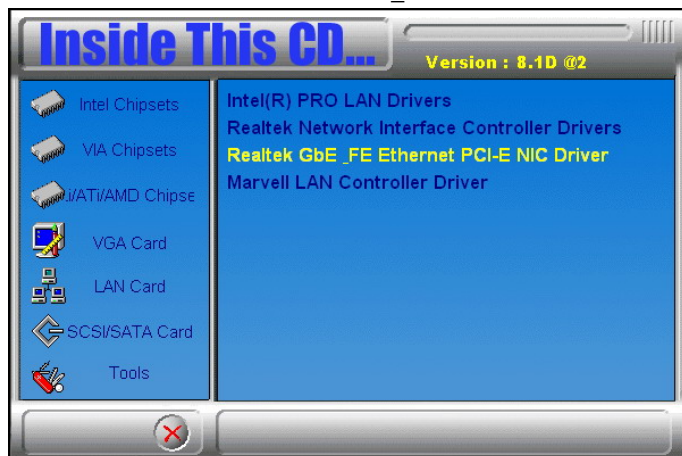 Inside This CD...
Version : 8.1D @2
Intel Chipsets
VIA Chipsets
.i/ATi/AMD Chipse
VGA Card
LAN Card
SCSI/SATA Card
Tools
Intel(R) PRO LAN Drivers
Realtek Network Interface Controller Drivers
Realtek GbE _FE Ethernet PCI-E NIC Driver
Marvell LAN Controller Driver